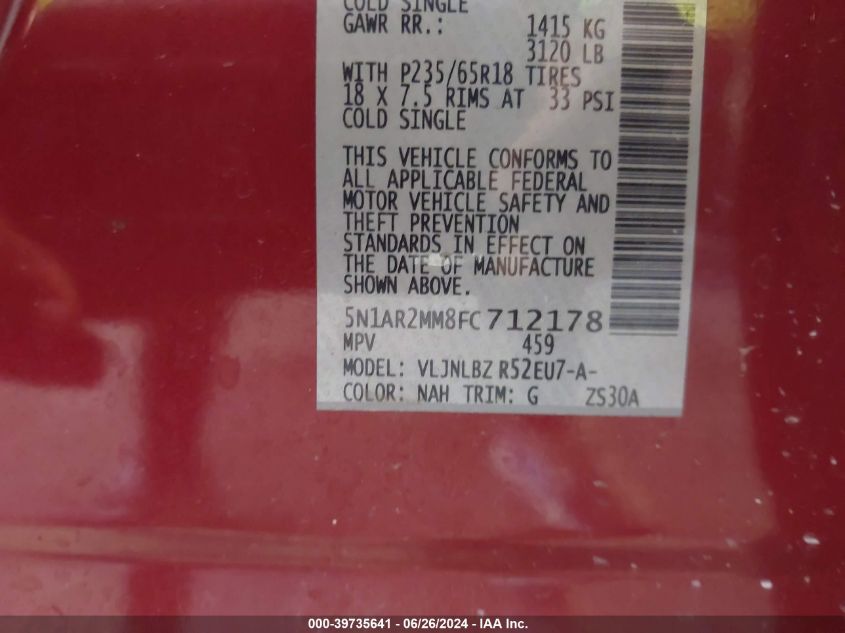 COLD SINGLE
GAWR RR.: 1415 KG
3120 LB
WITH P235/65R18 TIRES
18 X 7.5 RIMS AT 33 PSI
COLD SINGLE
THIS VEHICLE CONFORMS TO
ALL APPLICABLE FEDERAL
MOTOR VEHICLE SAFETY AND
THEFT PREVENTION
STANDARDS IN EFFECT ON
THE DATE OF MANUFACTURE
SHOWN ABOVE.
5N1AR2MM8FC712178
MPV 459
MODEL: VLJNLBZ R52EU7-A-
COLOR: NAH TRIM: G ZS30A
000-39735641 / 06/26/2024 / IAA Inc.